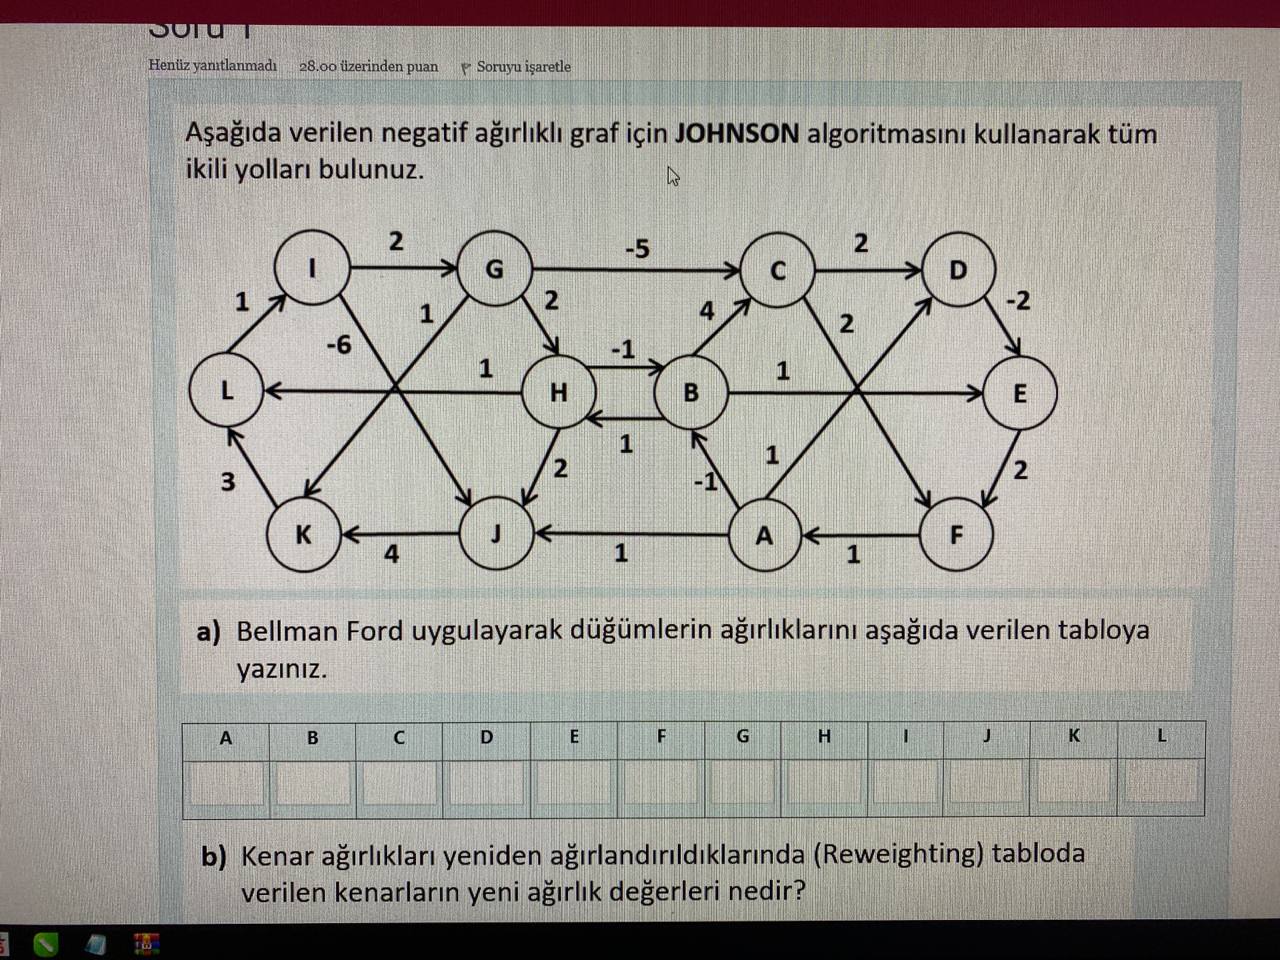 Soru 1
Henüz yanıtlanmadı 28.00 üzerinden puan Soruyu işaretle
Aşağıda verilen negatif ağırlıklı graf için JOHNSON algoritmasını kullanarak tüm
ikili yolları bulunuz.
2 -5 2
I G C D
1 1 2 4 2 -2
-6 -1
1 1
L H B E
1
3 2 -1 1 2
K J A F
4 1 1
a) Bellman Ford uygulayarak düğümlerin ağırlıklarını aşağıda verilen tabloya
yazınız.
A B C D E F G H I J K L
b) Kenar ağırlıkları yeniden ağırlandırıldıklarında (Reweighting) tabloda
verilen kenarların yeni ağırlık değerleri nedir?